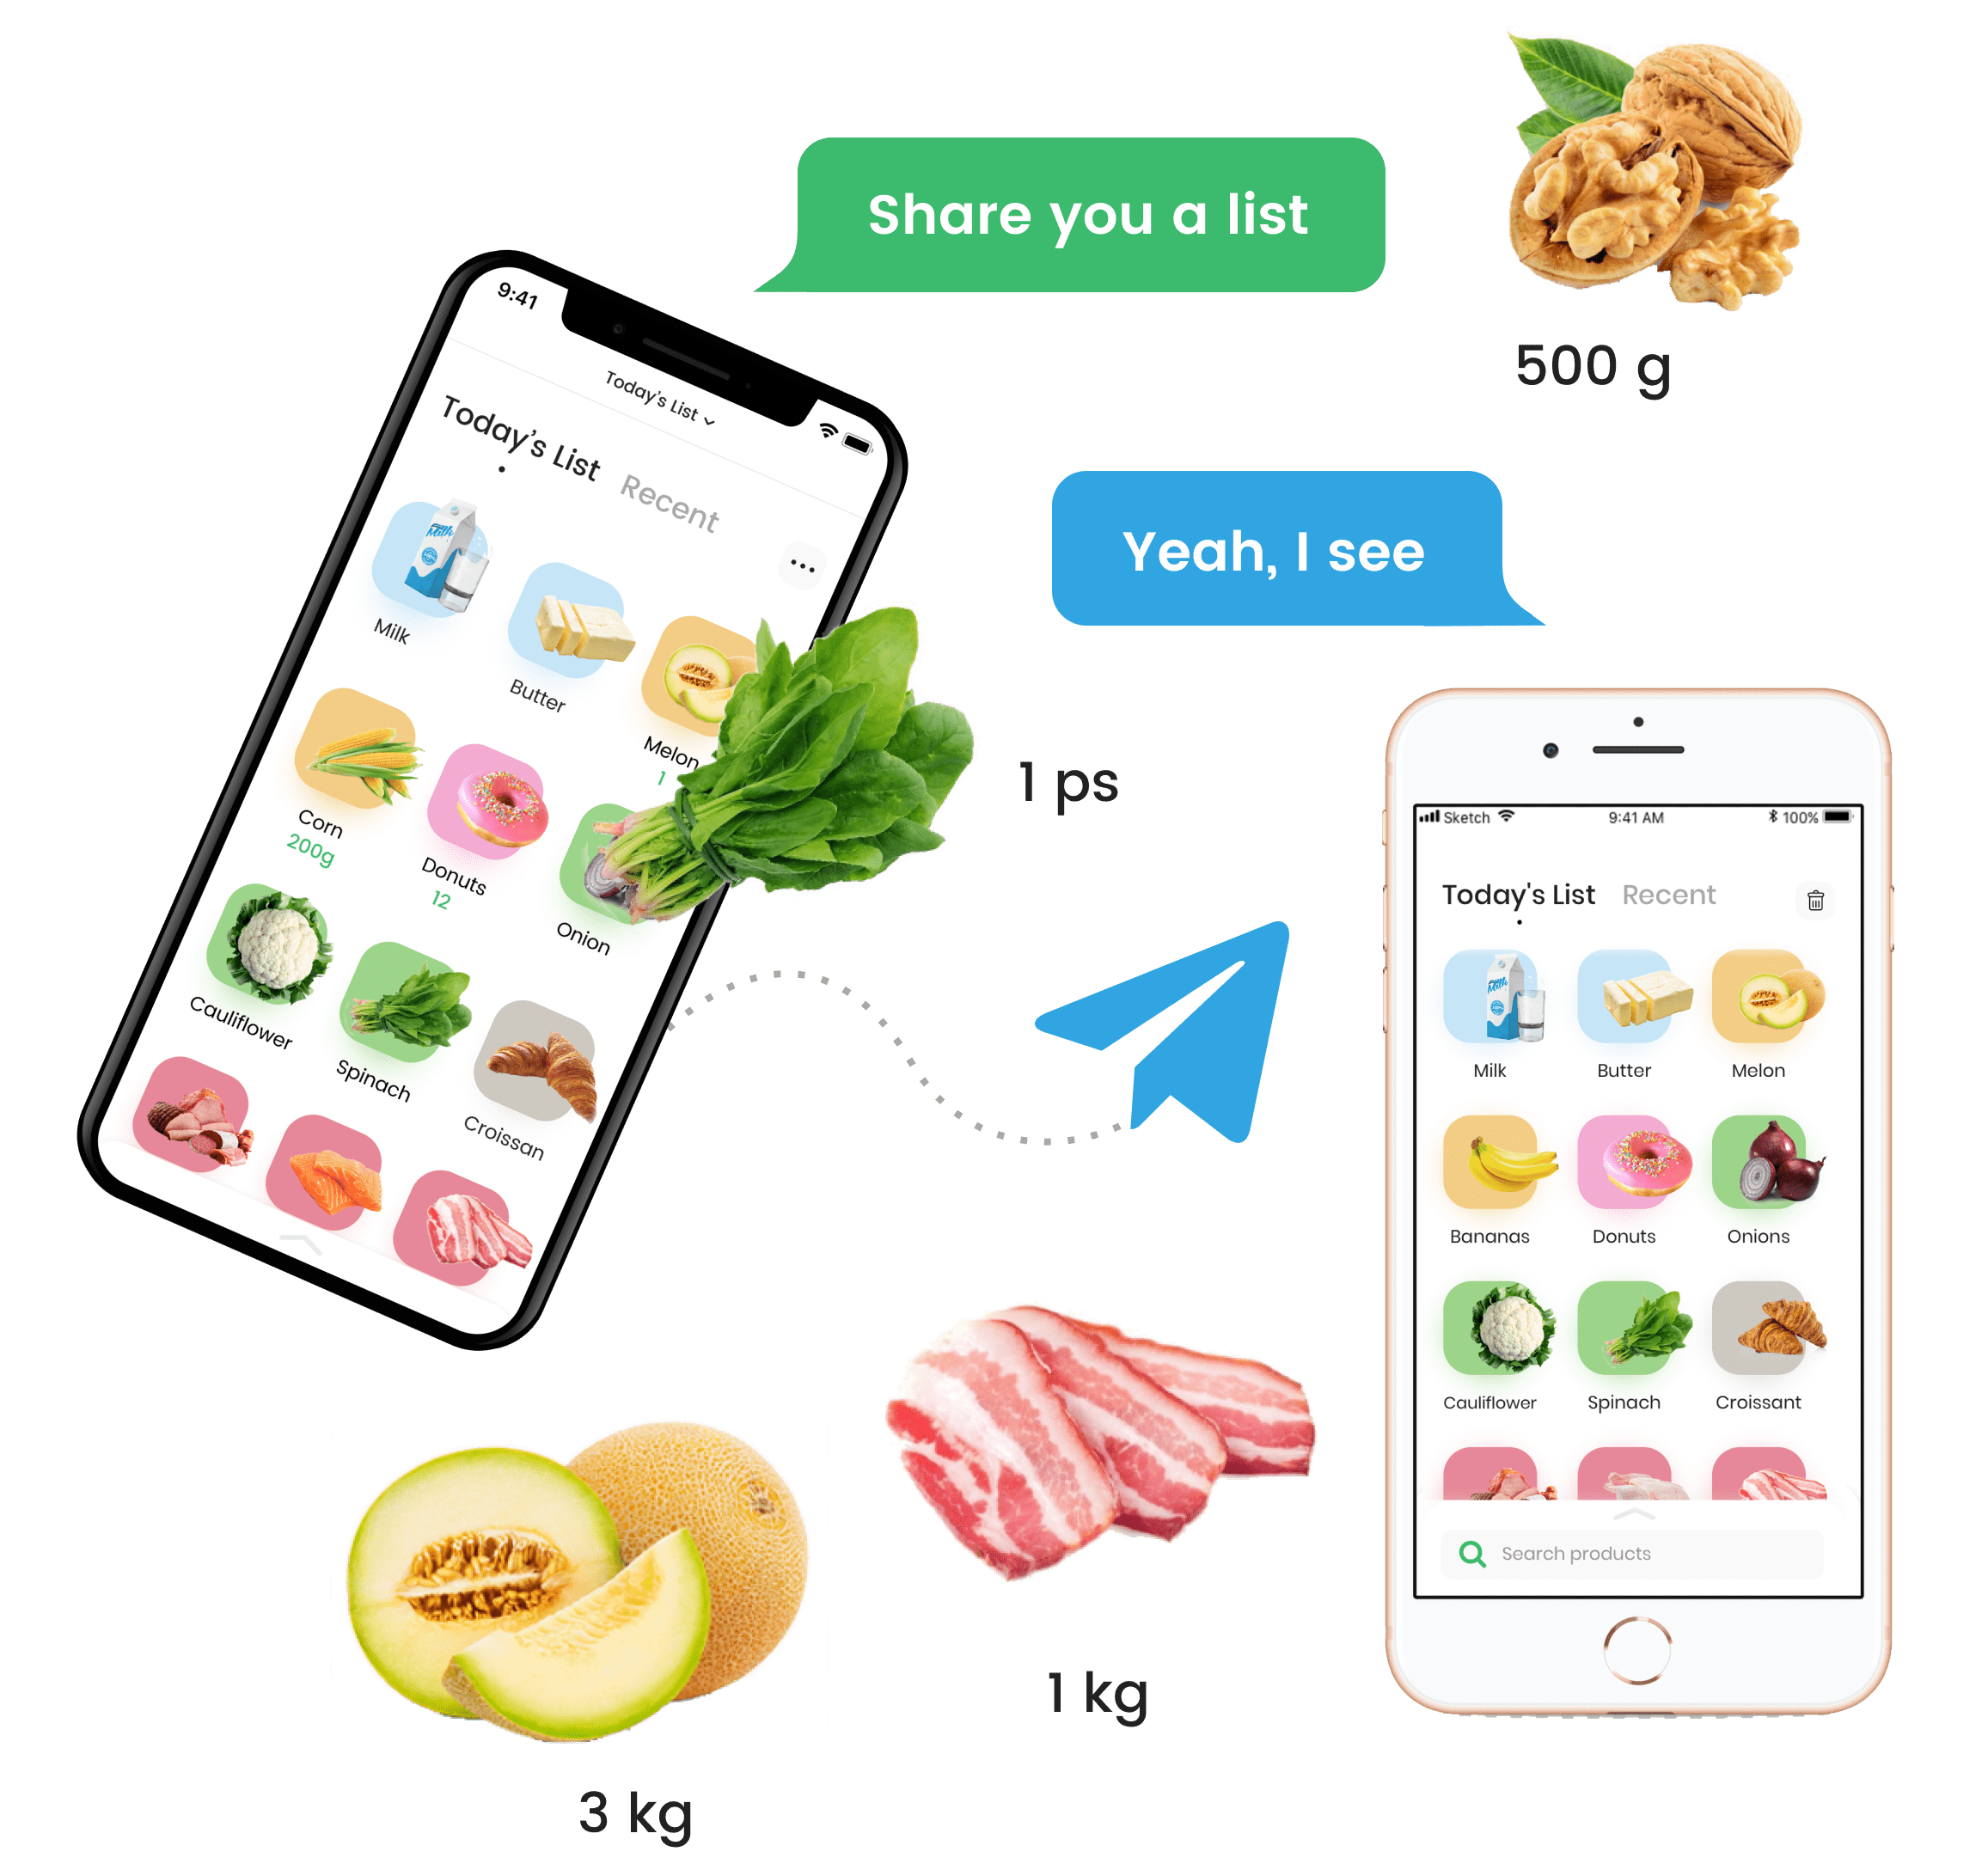 Share you a list
500 g
9:41
Today's List
Today's List Recent
Yeah, I see
Milk
Butter
Melon
1
Corn
200g
Donuts
12
Onion
Cauliflower
Spinach
Croissan
1 ps
Sketch 9:41 AM 100%
Today's List Recent
Milk
Milk Butter Melon
Bananas Donuts Onions
Cauliflower Spinach Croissant
Search products
1 kg
3 kg